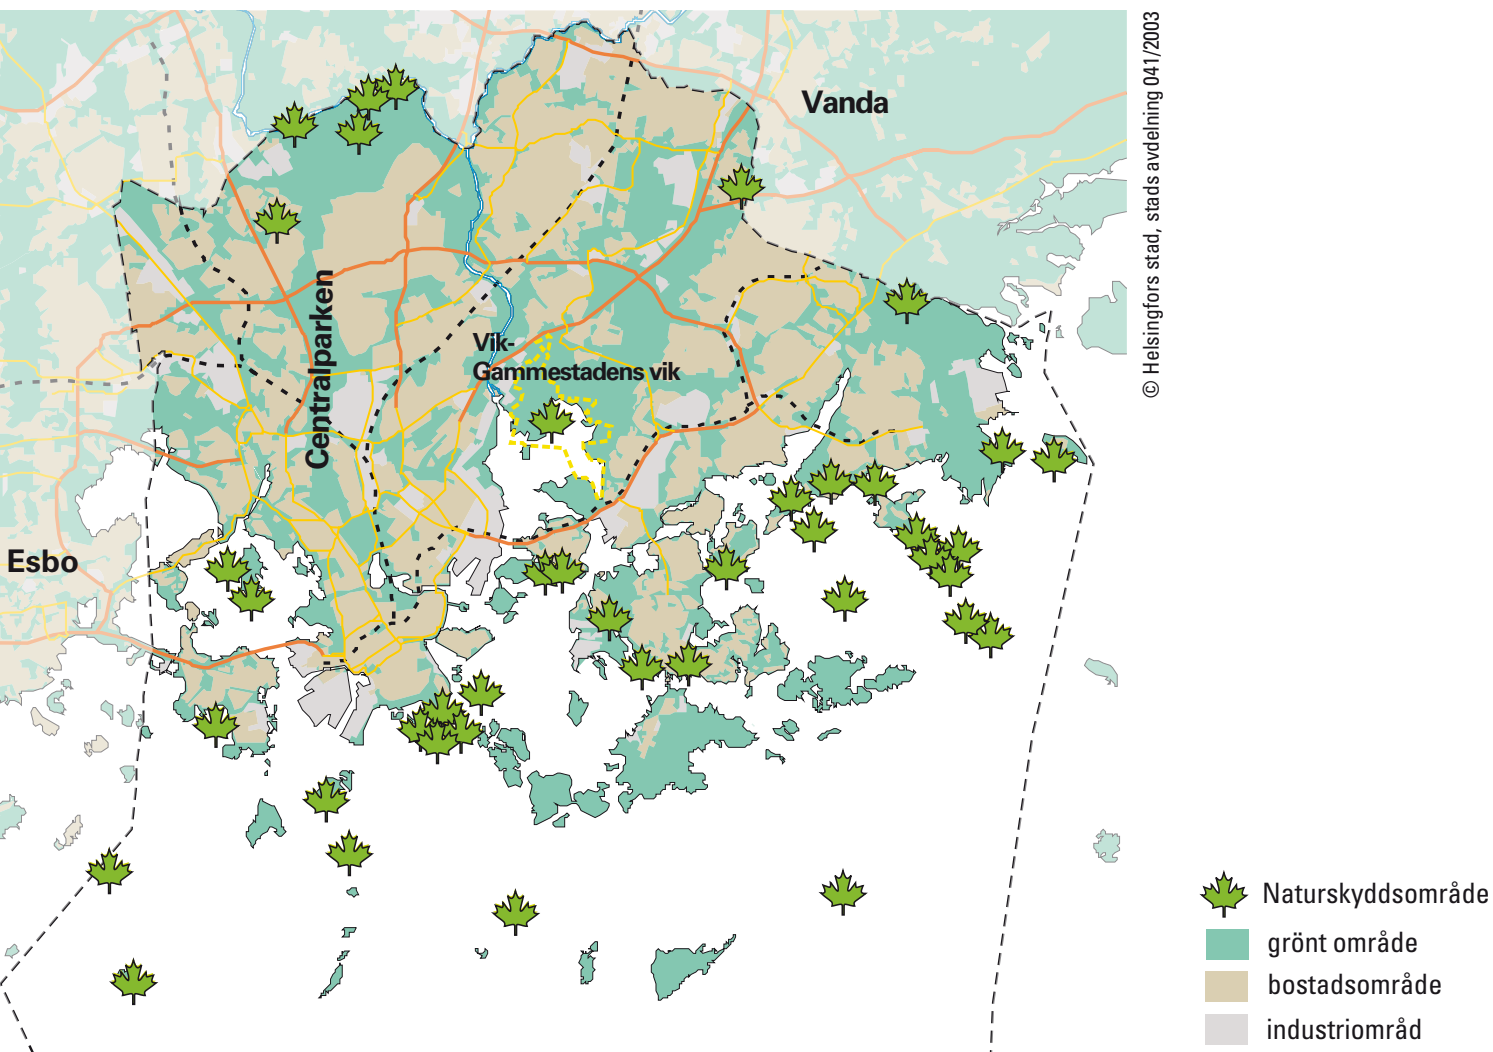 Vanda
© Helsingfors stad, stads avdelning 041/2003
Centralparken
Vik-
Gammestadens vik
Esbo
Naturskyddsområde
grönt område
bostadsområde
industriområd